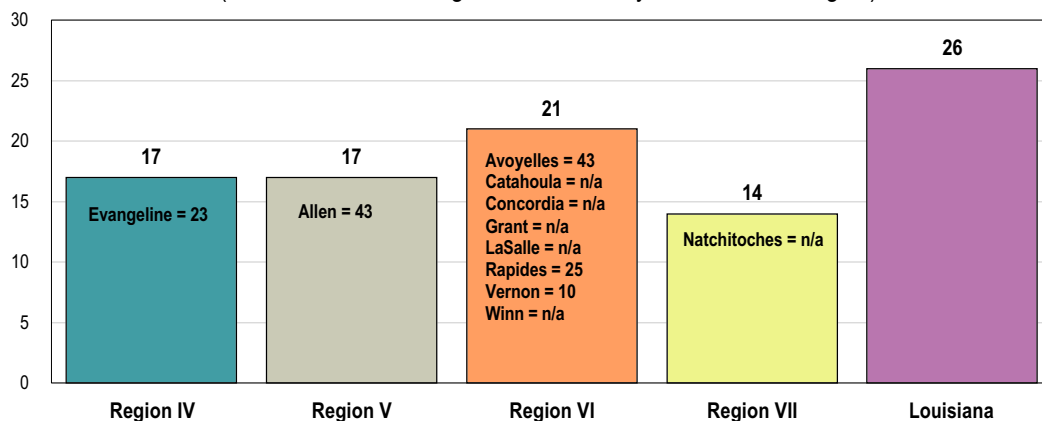 30
25
20
15
10
5
0
17
17
21
14
26
Evangeline = 23
Allen = 43
Avoyelles = 43
Catahoula = n/a
Concordia = n/a
Grant = n/a
LaSalle = n/a
Rapides = 25
Vernon = 10
Winn = n/a
Natchitoches = n/a
Region IV
Region V
Region VI
Region VII
Louisiana